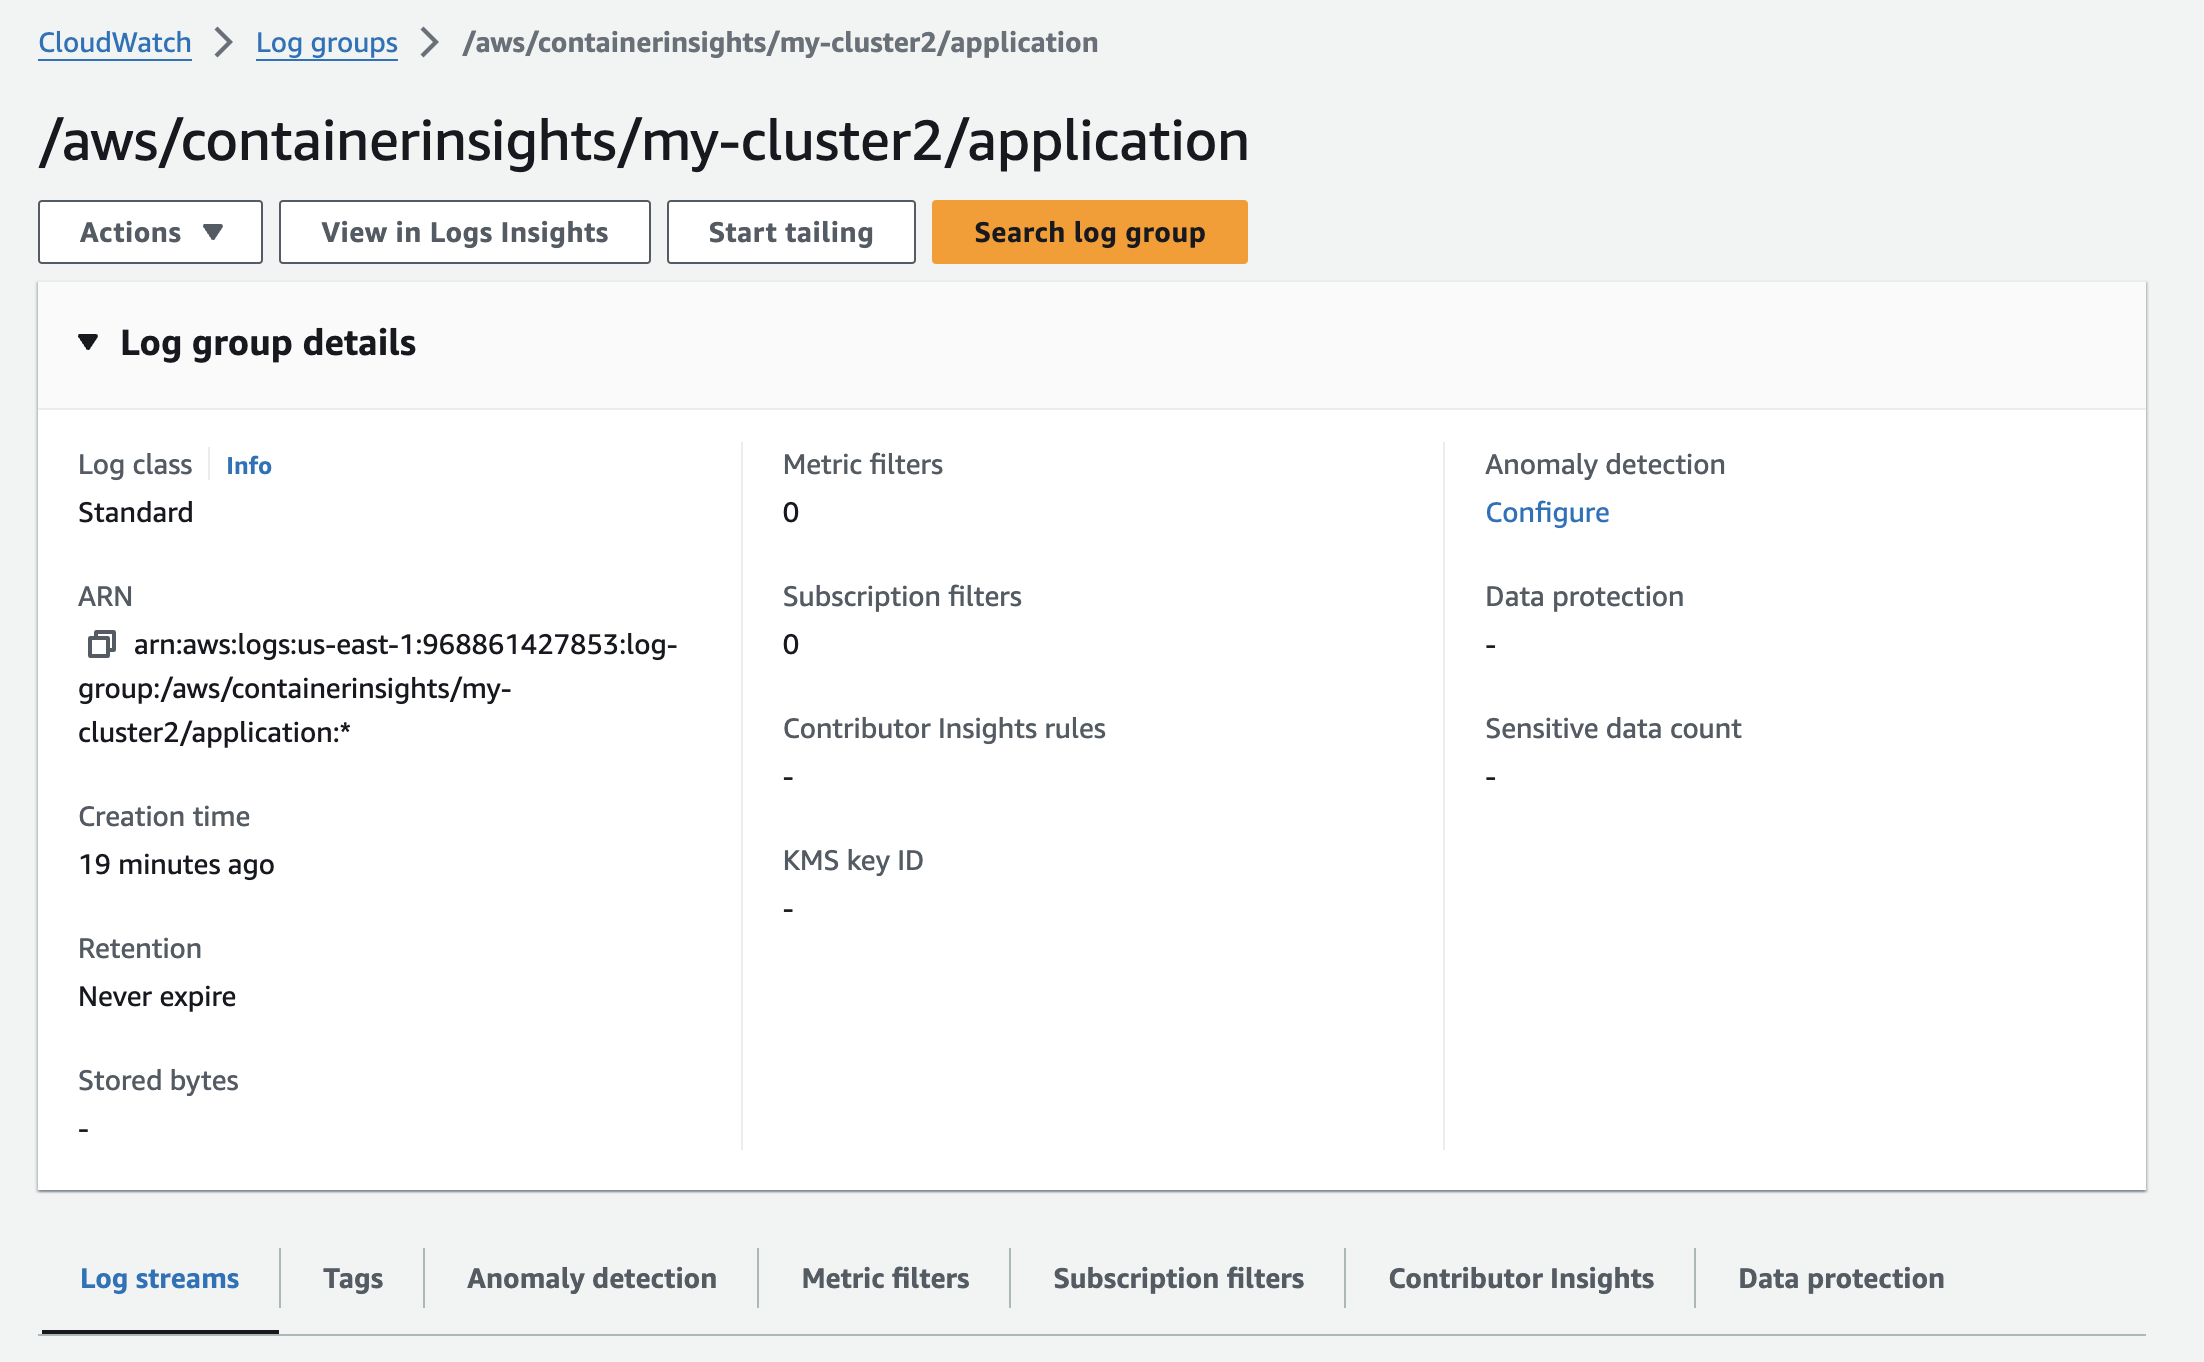 CloudWatch > Log groups > /aws/containerinsights/my-cluster2/application
/aws/containerinsights/my-cluster2/application
Actions ▼ View in Logs Insights Start tailing Search log group
▼ Log group details
Log class Info
Standard
ARN
arn:aws:logs:us-east-1:968861427853:log-
group:/aws/containerinsights/my-
cluster2/application:*
Creation time
19 minutes ago
Retention
Never expire
Stored bytes
-
Metric filters
0
Subscription filters
0
Contributor Insights rules
-
KMS key ID
-
Anomaly detection
Configure
Data protection
-
Sensitive data count
-
Log streams Tags Anomaly detection Metric filters Subscription filters Contributor Insights Data protection